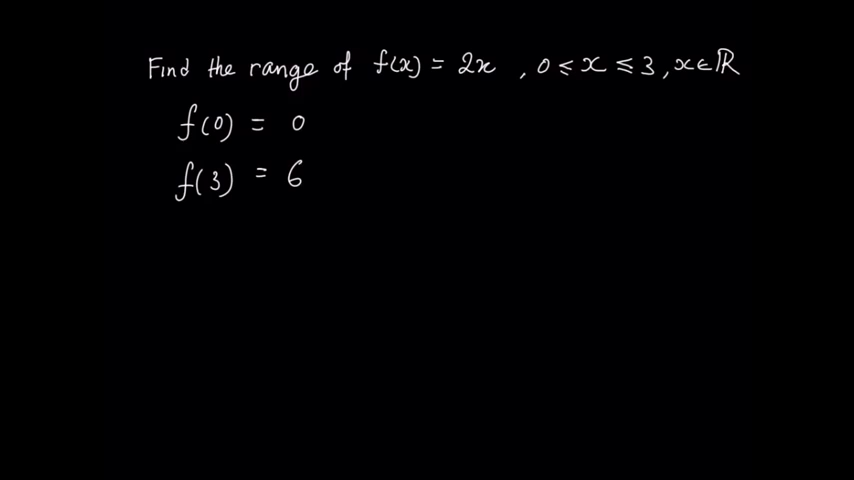 Find the range of f(x) = 2x , 0 ≤ x ≤ 3 , x ∈ ℝ
f(0) = 0
f(3) = 6